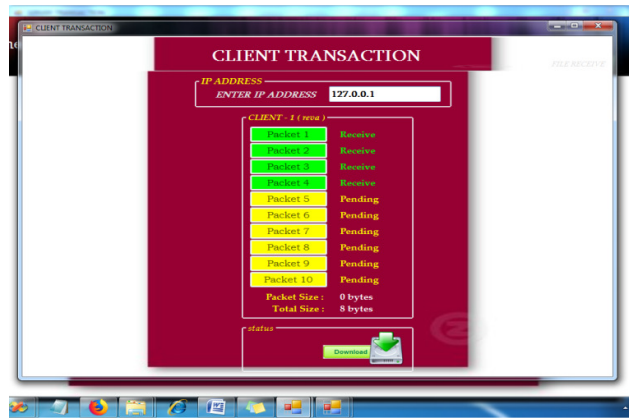 CLIENT TRANSACTION
CLIENT TRANSACTION
FILE RECEIVE
IP ADDRESS
ENTER IP ADDRESS 127.0.0.1
CLIENT - 1 ( reva )
Packet 1 Receive
Packet 2 Receive
Packet 3 Receive
Packet 4 Receive
Packet 5 Pending
Packet 6 Pending
Packet 7 Pending
Packet 8 Pending
Packet 9 Pending
Packet 10 Pending
Packet Size : 0 bytes
Total Size : 8 bytes
status
Download